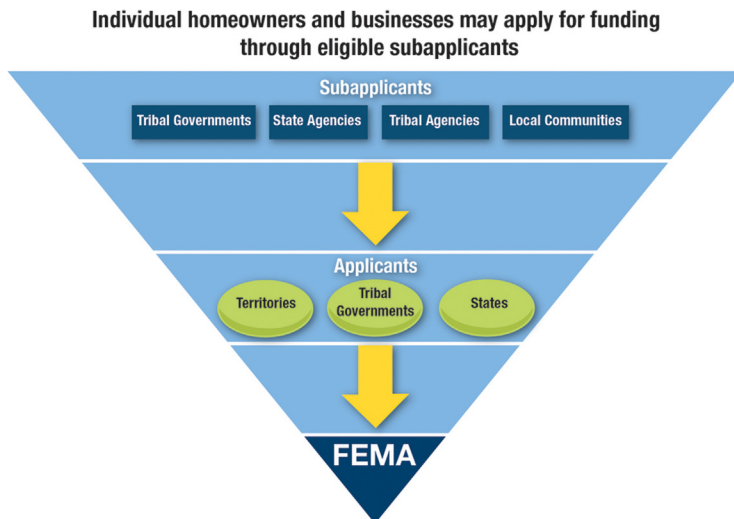 Individual homeowners and businesses may apply for funding
through eligible subapplicants
Subapplicants
Tribal Governments
State Agencies
Tribal Agencies
Local Communities
Applicants
Territories
Tribal
Governments
States
FEMA